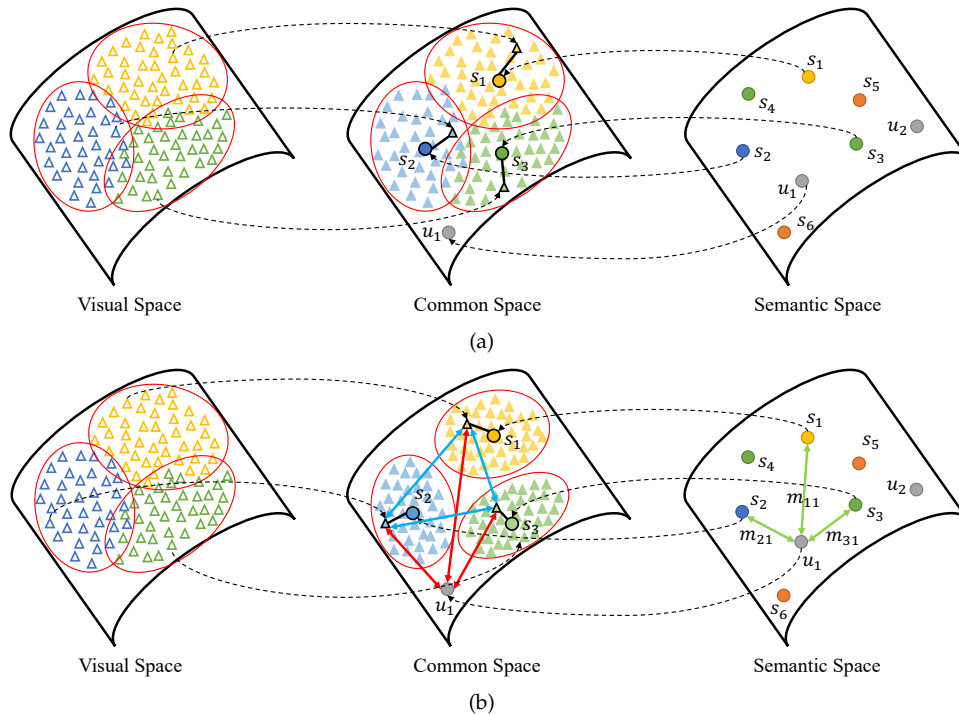 s₁
s₂
s₃
u₁
s₁
s₅
s₄
u₂
s₂
s₃
u₁
s₆
Visual Space
Common Space
Semantic Space
(a)
s₁
s₂
s₃
u₁
s₁
s₅
s₄
u₂
s₂
m₁₁
s₃
m₂₁
m₃₁
u₁
s₆
Visual Space
Common Space
Semantic Space
(b)